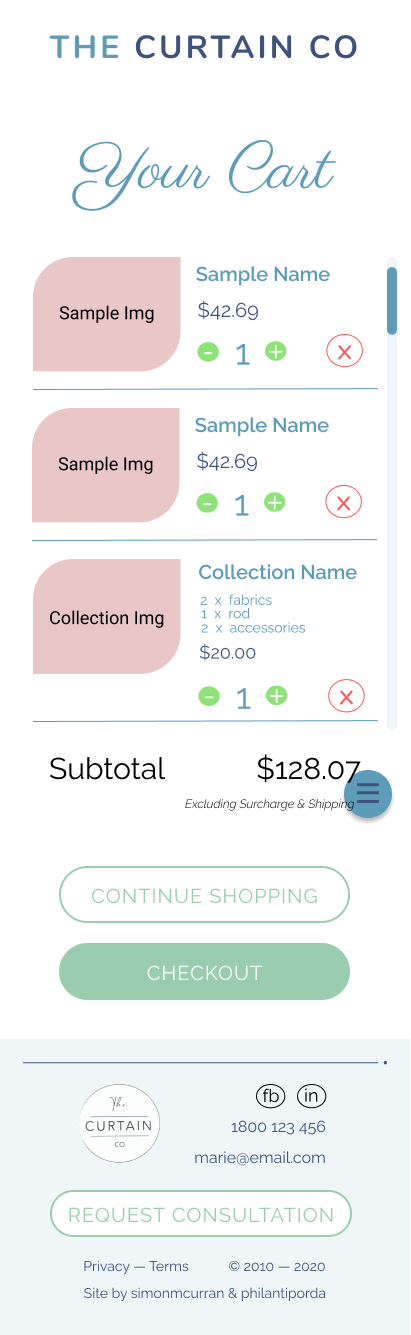 THE CURTAIN CO
Your Cart
Sample Img
Sample Name
$42.69
- 1 + X
Sample Img
Sample Name
$42.69
- 1 + X
Collection Img
Collection Name
2 x fabrics
1 x rod
2 x accessories
$20.00
- 1 + X
Subtotal $128.07
Excluding Surcharge & Shipping
CONTINUE SHOPPING
CHECKOUT
The
CURTAIN
CO.
fb in
1800 123 456
marie@email.com
REQUEST CONSULTATION
Privacy — Terms © 2010 — 2020
Site by simonmcurran & philantiporda